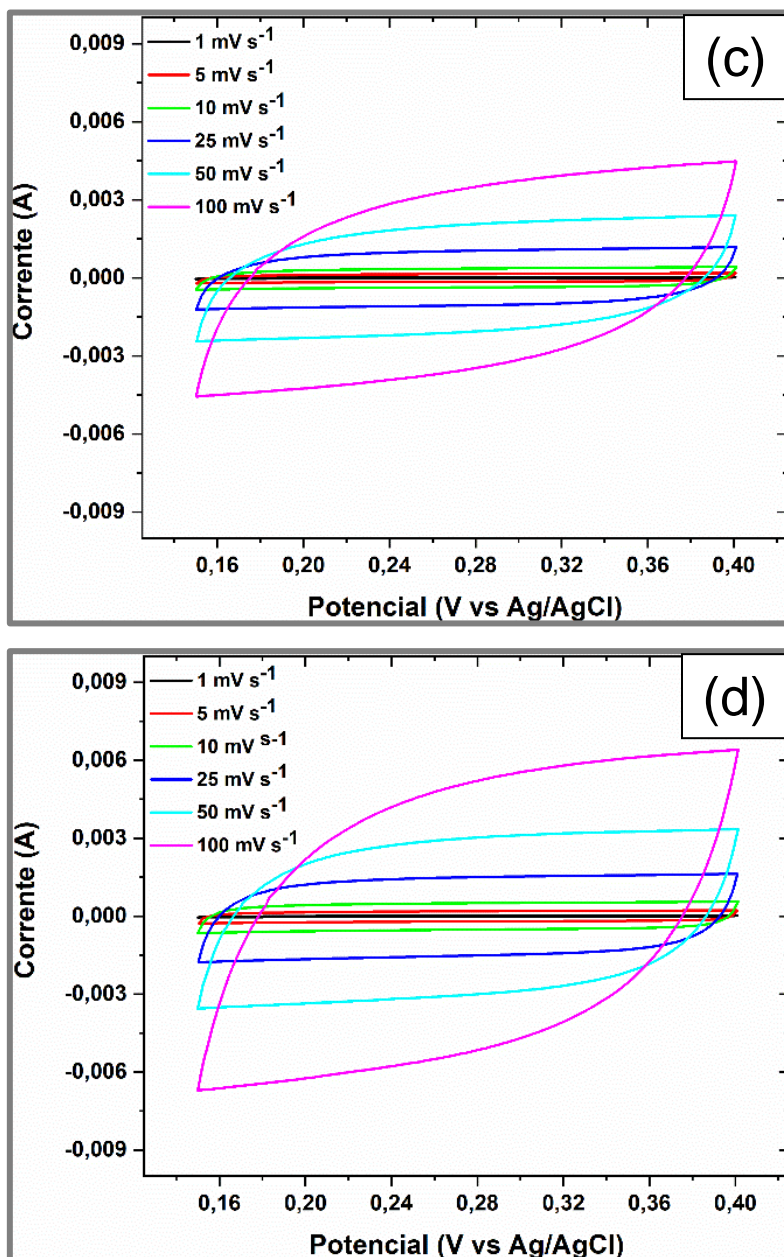 (c)
1 mV s-1
5 mV s-1
10 mV s-1
25 mV s-1
50 mV s-1
100 mV s-1
Corrente (A)
0,009
0,006
0,003
0,000
-0,003
-0,006
-0,009
0,16 0,20 0,24 0,28 0,32 0,36 0,40
Potencial (V vs Ag/AgCl)
(d)
1 mV s-1
5 mV s-1
10 mV s-1
25 mV s-1
50 mV s-1
100 mV s-1
Corrente (A)
0,009
0,006
0,003
0,000
-0,003
-0,006
-0,009
0,16 0,20 0,24 0,28 0,32 0,36 0,40
Potencial (V vs Ag/AgCl)